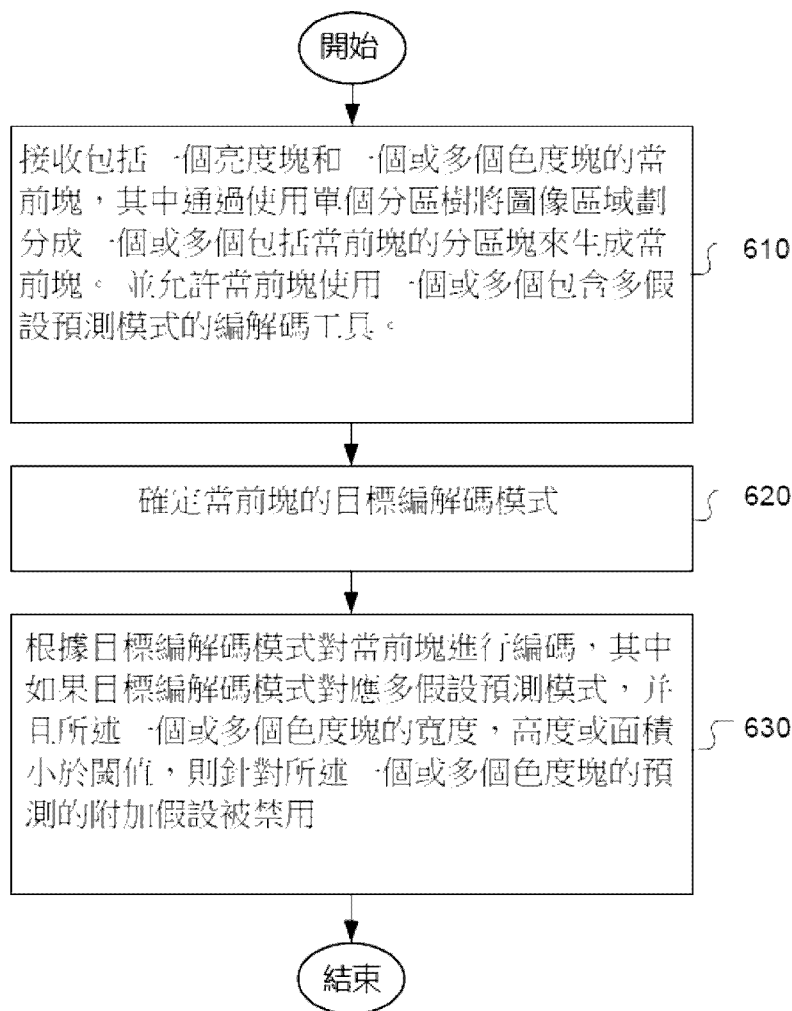 開始
接收包括一個亮度塊和一個或多個色度塊的當
前塊，其中通過使用單個分區樹將圖像區域劃
分成一個或多個包括當前塊的分區塊來生成當
前塊。並允許當前塊使用一個或多個包含多假
設預測模式的編解碼工具。
610
確定當前塊的目標編解碼模式
620
根據目標編解碼模式對當前塊進行編碼，其中
如果目標編解碼模式對應多假設預測模式，并
且所述一個或多個色度塊的寬度，高度或面積
小於閾值，則針對所述一個或多個色度塊的預
測的附加假設被禁用
630
結束